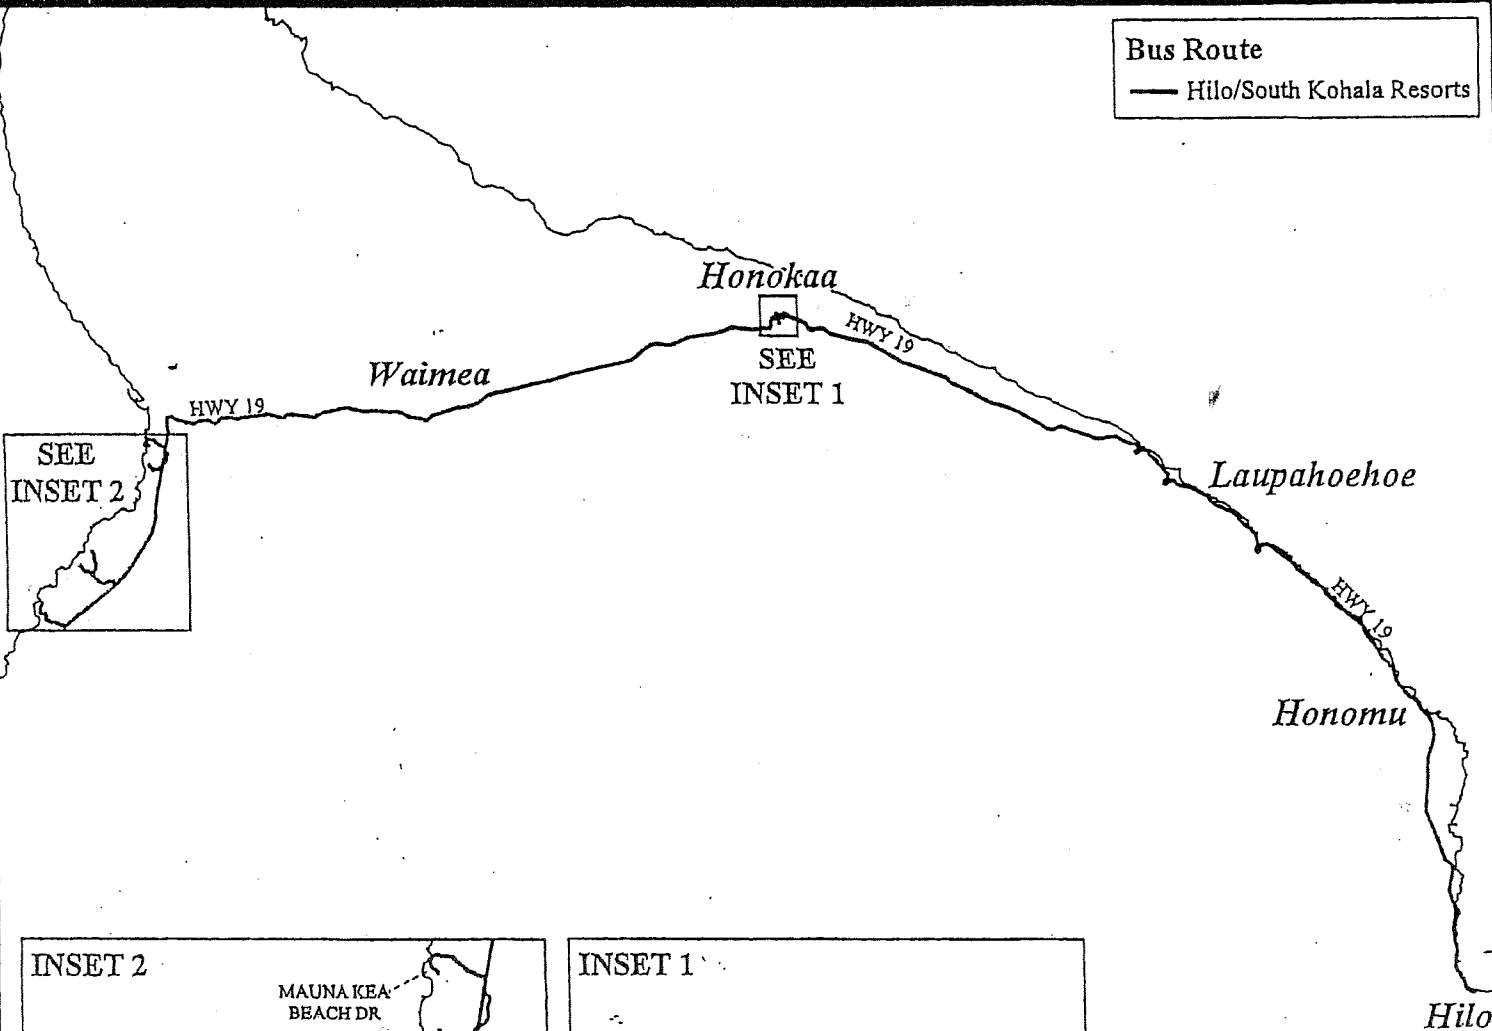 Bus Route
Hilo/South Kohala Resorts
Honokaa
HWY 19
SEE
INSET 1
Waimea
HWY 19
SEE
INSET 2
Laupahoehoe
HWY 19
Honomu
INSET 2
MAUNA KEA
BEACH DR
INSET 1
Hilo